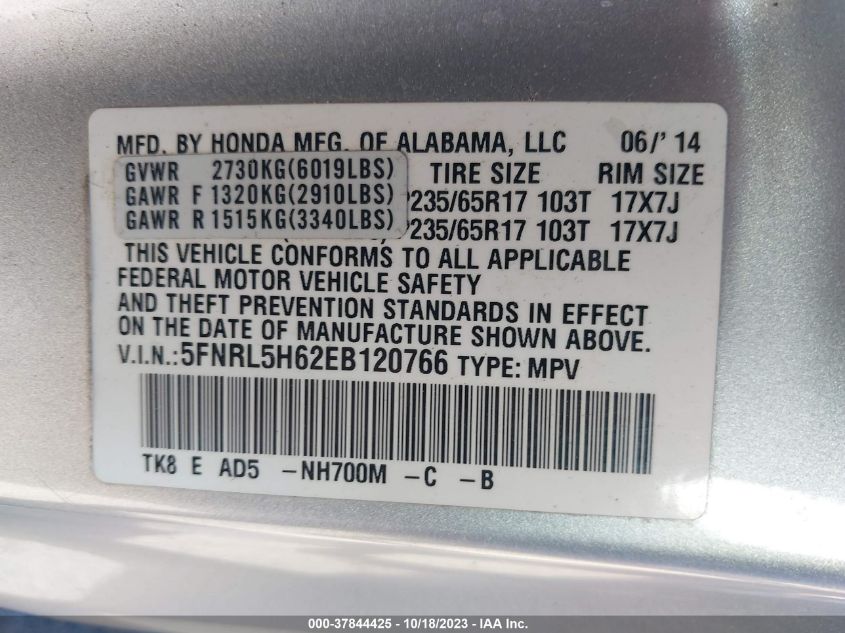 MFD. BY HONDA MFG. OF ALABAMA, LLC 06/' 14
GVWR 2730KG(6019LBS) TIRE SIZE RIM SIZE
GAWR F 1320KG(2910LBS) P235/65R17 103T 17X7J
GAWR R 1515KG(3340LBS) P235/65R17 103T 17X7J
THIS VEHICLE CONFORMS TO ALL APPLICABLE
FEDERAL MOTOR VEHICLE SAFETY
AND THEFT PREVENTION STANDARDS IN EFFECT
ON THE DATE OF MANUFACTURE SHOWN ABOVE.
V.I.N.:5FNRL5H62EB120766 TYPE: MPV
TK8 E AD5 -NH700M -C -B
000-37844425 - 10/18/2023 - IAA Inc.